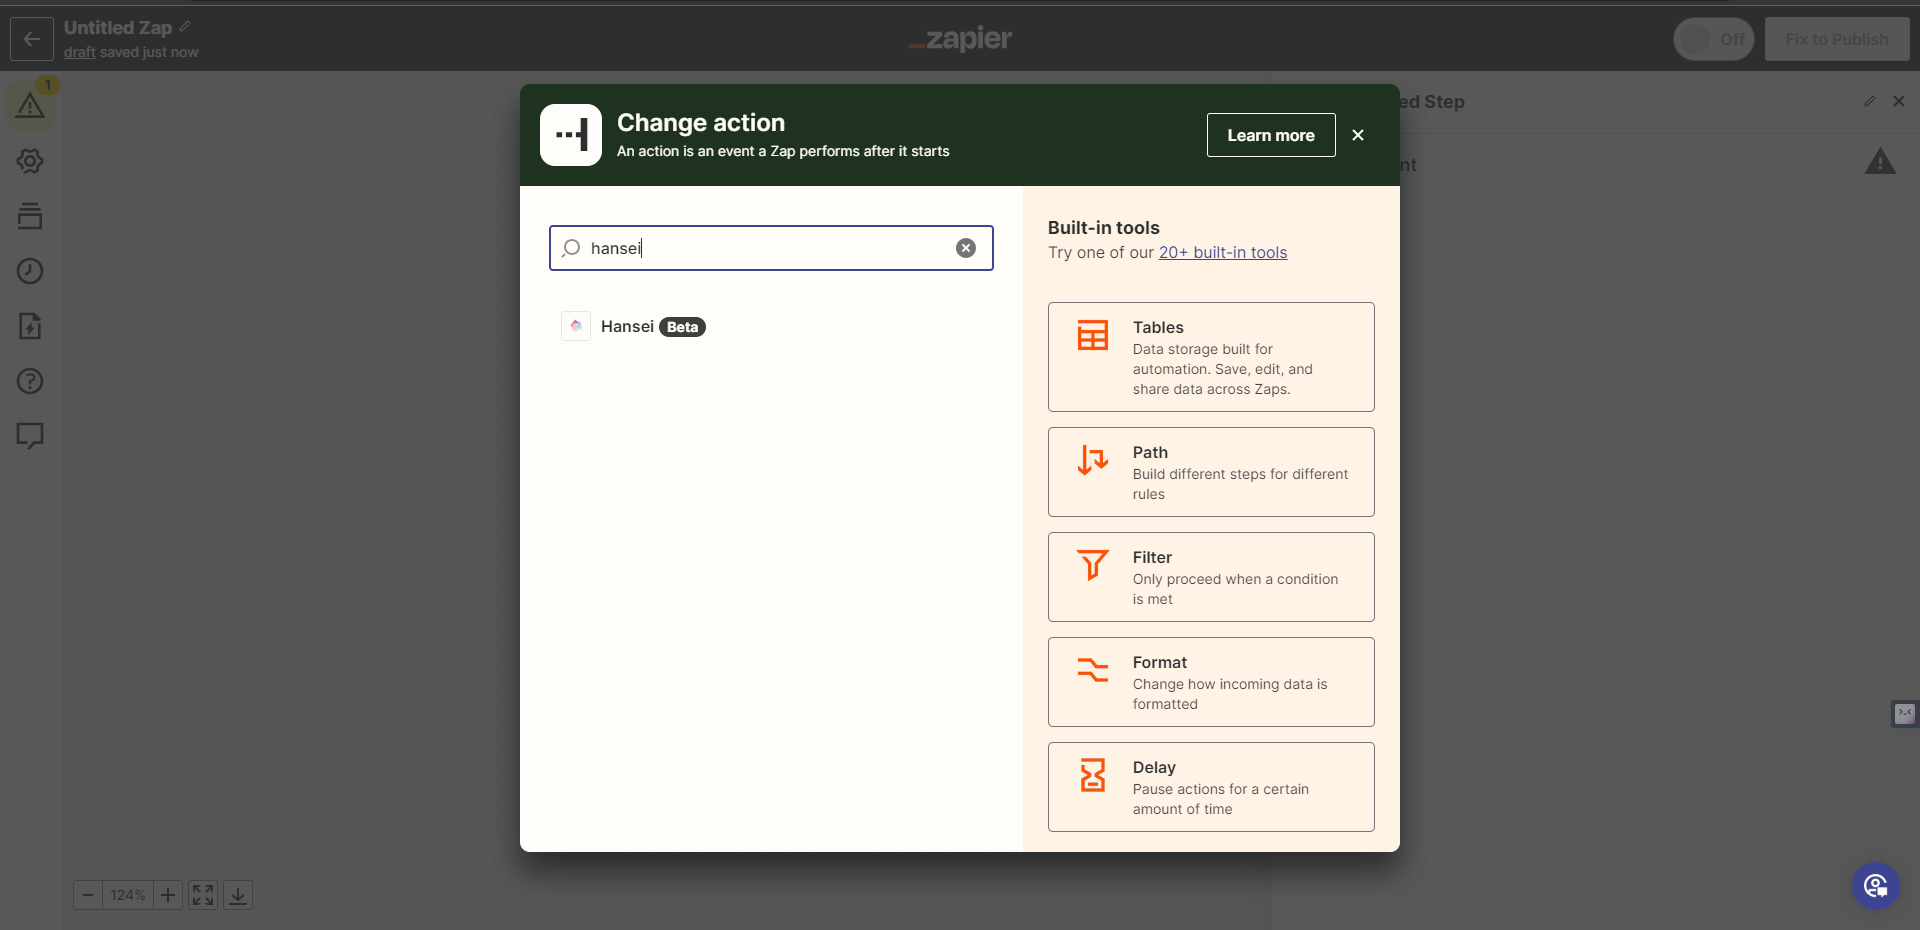 Untitled Zap
draft saved just now
zapier
Off
Fix to Publish
1
ed Step
nt
Change action
An action is an event a Zap performs after it starts
Learn more
hansei
Hansei Beta
Built-in tools
Try one of our 20+ built-in tools
Tables
Data storage built for
automation. Save, edit, and
share data across Zaps.
Path
Build different steps for different
rules
Filter
Only proceed when a condition
is met
Format
Change how incoming data is
formatted
Delay
Pause actions for a certain
amount of time
124%